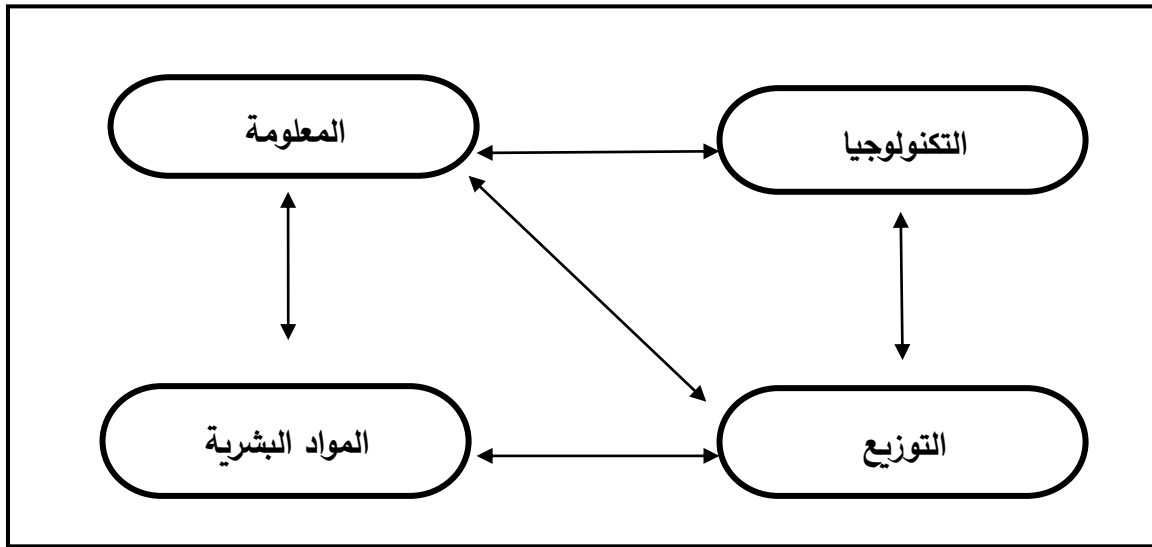 التكنولوجيا
المعلومة
التوزيع
المواد البشرية